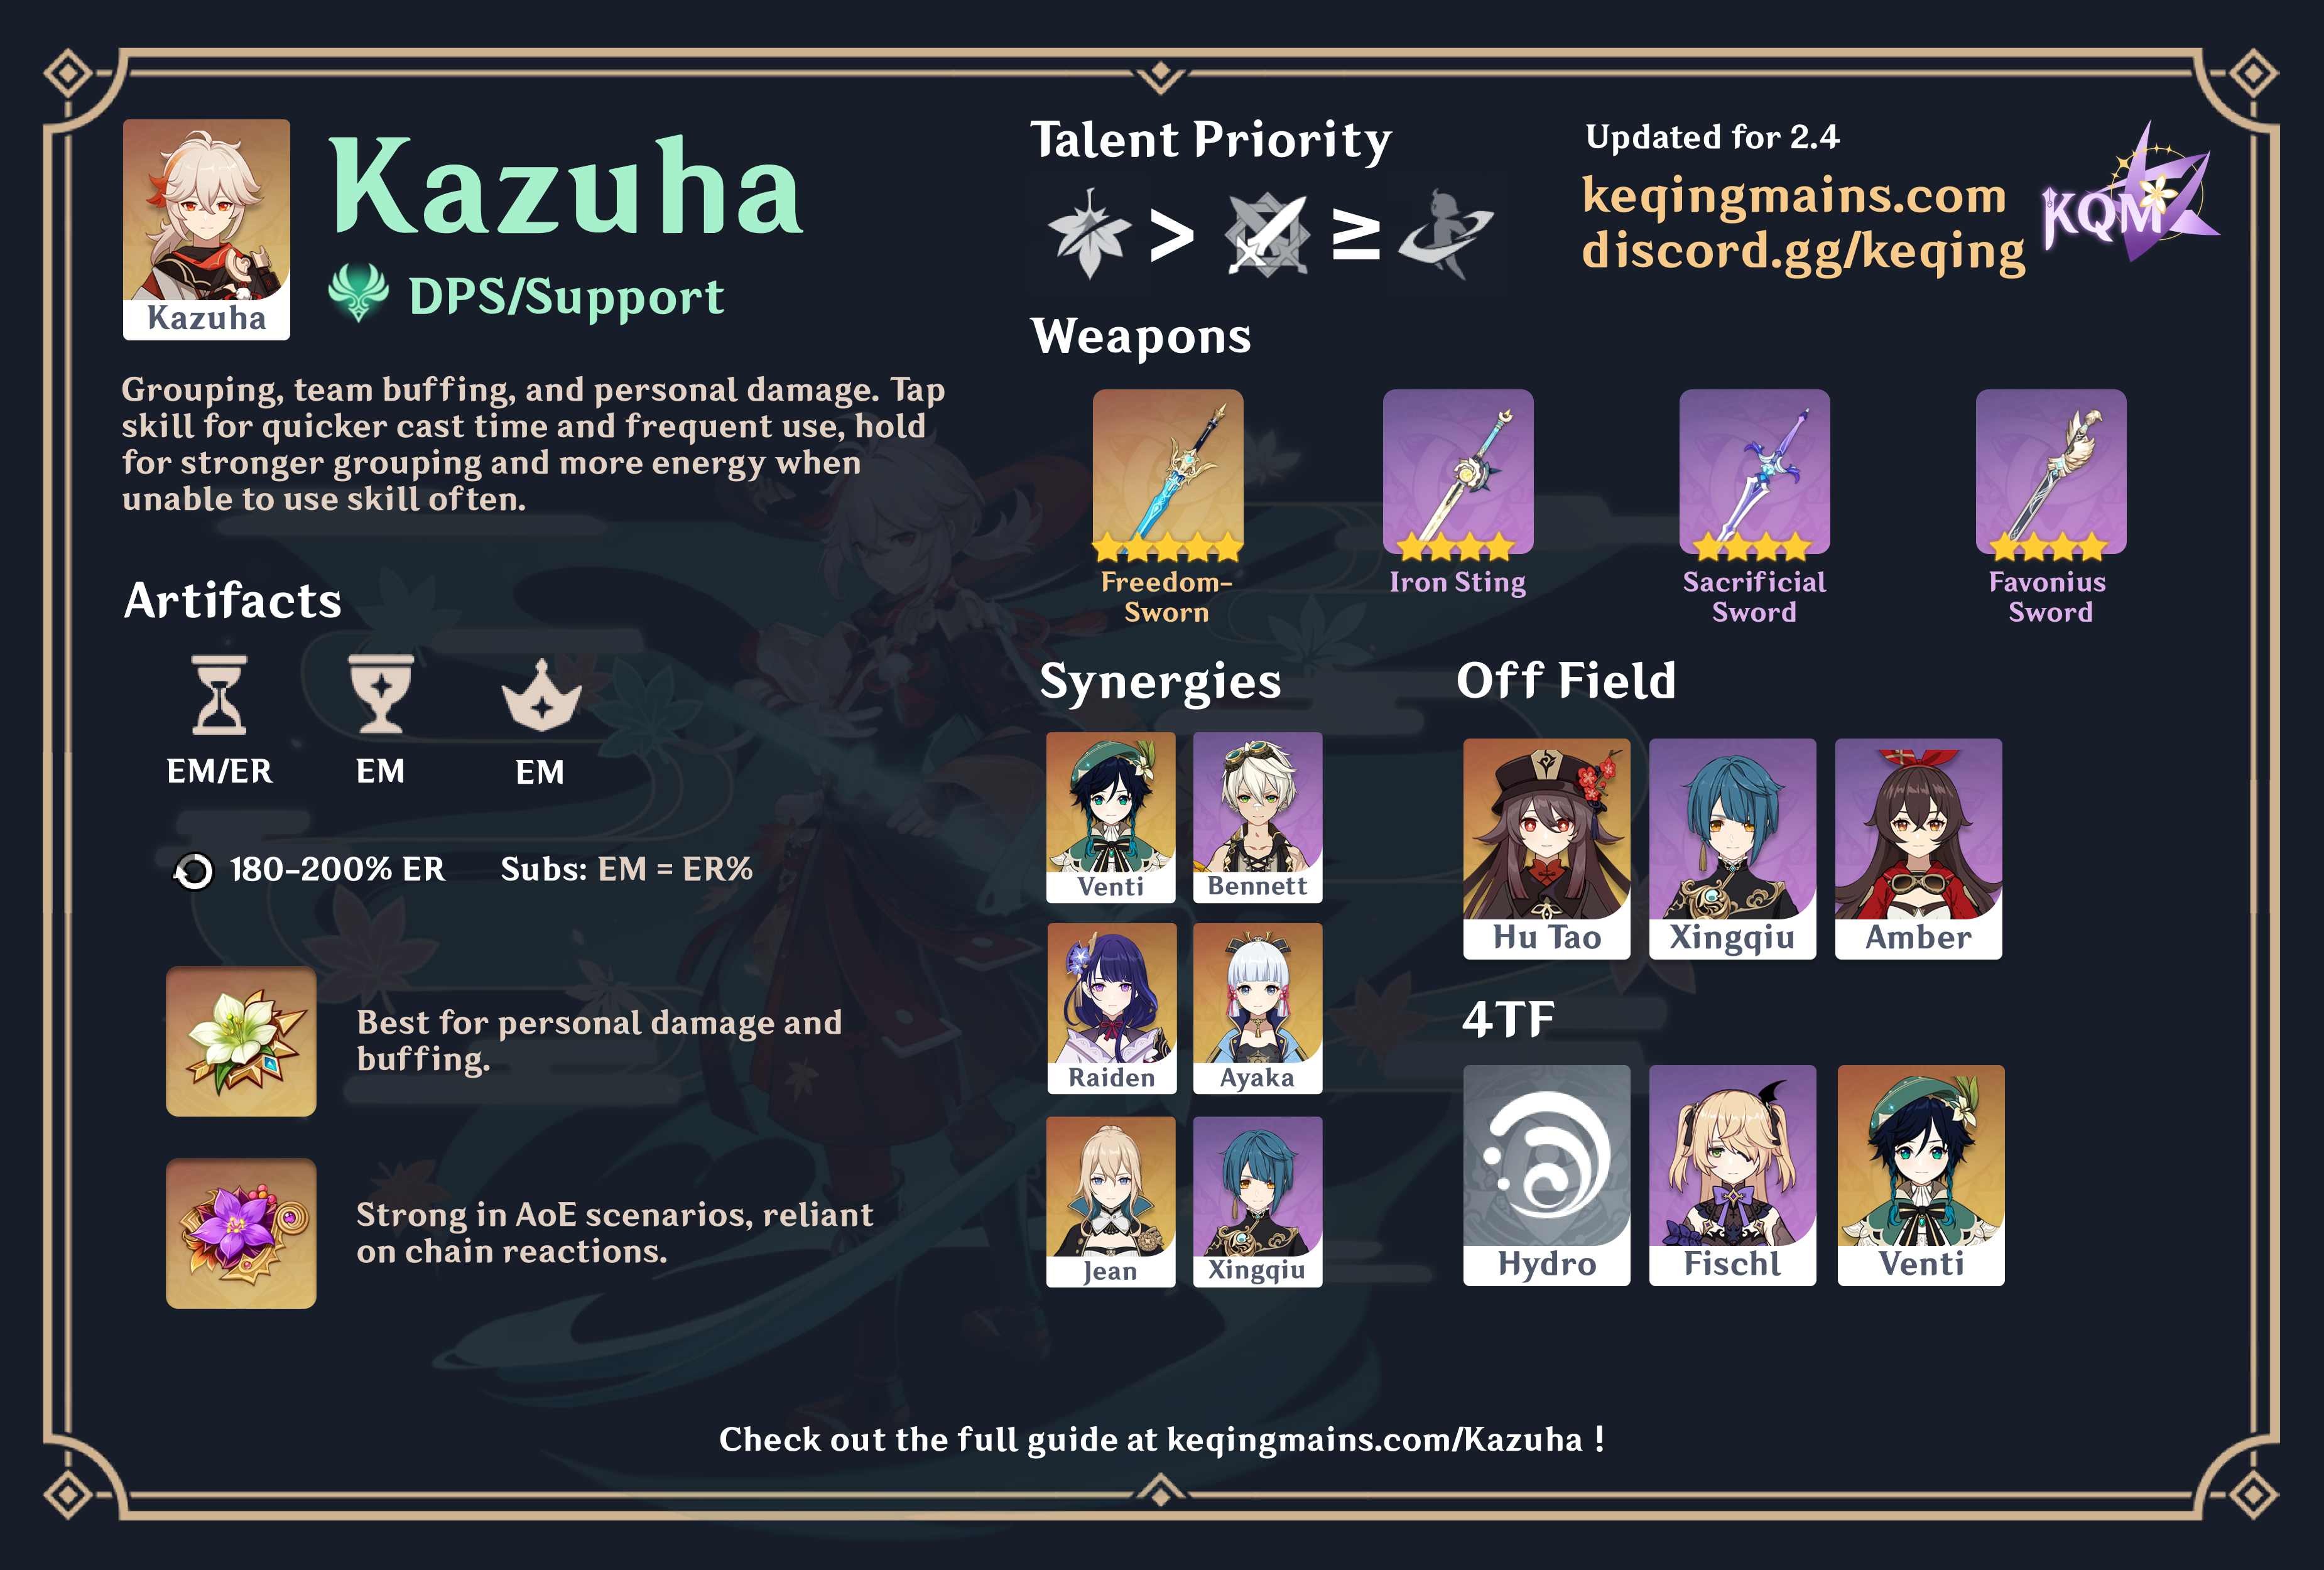 Kazuha
DPS/Support
Kazuha
Grouping, team buffing, and personal damage. Tap
skill for quicker cast time and frequent use, hold
for stronger grouping and more energy when
unable to use skill often.
Artifacts
EM/ER
EM
EM
180-200% ER
Subs: EM = ER%
Best for personal damage and
buffing.
Strong in AoE scenarios, reliant
on chain reactions.
Talent Priority
> ≥
Updated for 2.4
keqingmains.com
discord.gg/keqing
KQM
Weapons
Freedom-
Sworn
Iron Sting
Sacrificial
Sword
Favonius
Sword
Synergies
Venti
Bennett
Raiden
Ayaka
Jean
Xingqiu
Off Field
Hu Tao
Xingqiu
Amber
4TF
Hydro
Fischl
Venti
Check out the full guide at keqingmains.com/Kazuha !